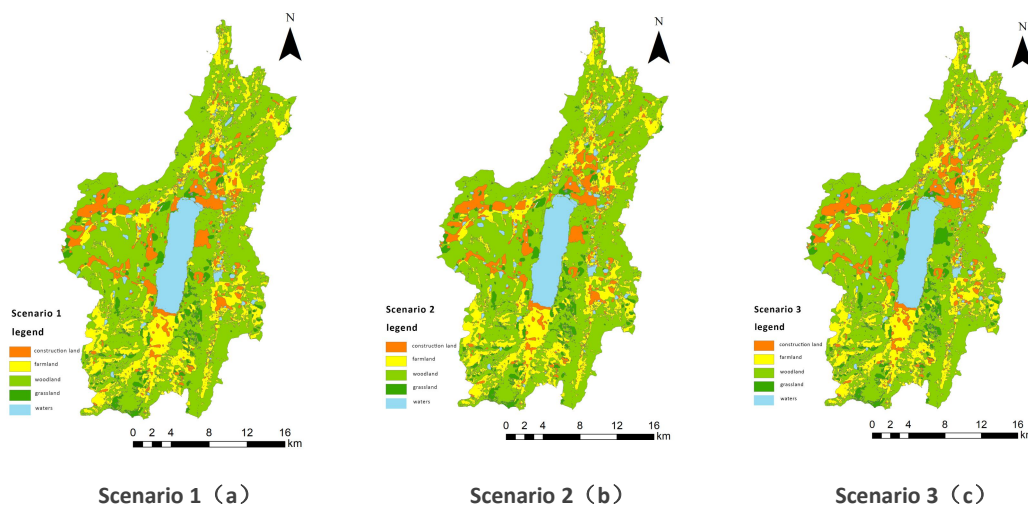 N
N
N
Scenario 1
legend
construction land
farmland
woodland
grassland
waters
0 2 4 8 12 16
km
Scenario 2
legend
construction land
farmland
woodland
grassland
waters
0 2 4 8 12 16
km
Scenario 3
legend
construction land
farmland
woodland
grassland
waters
0 2 4 8 12 16
km
Scenario 1（a）
Scenario 2（b）
Scenario 3（c）